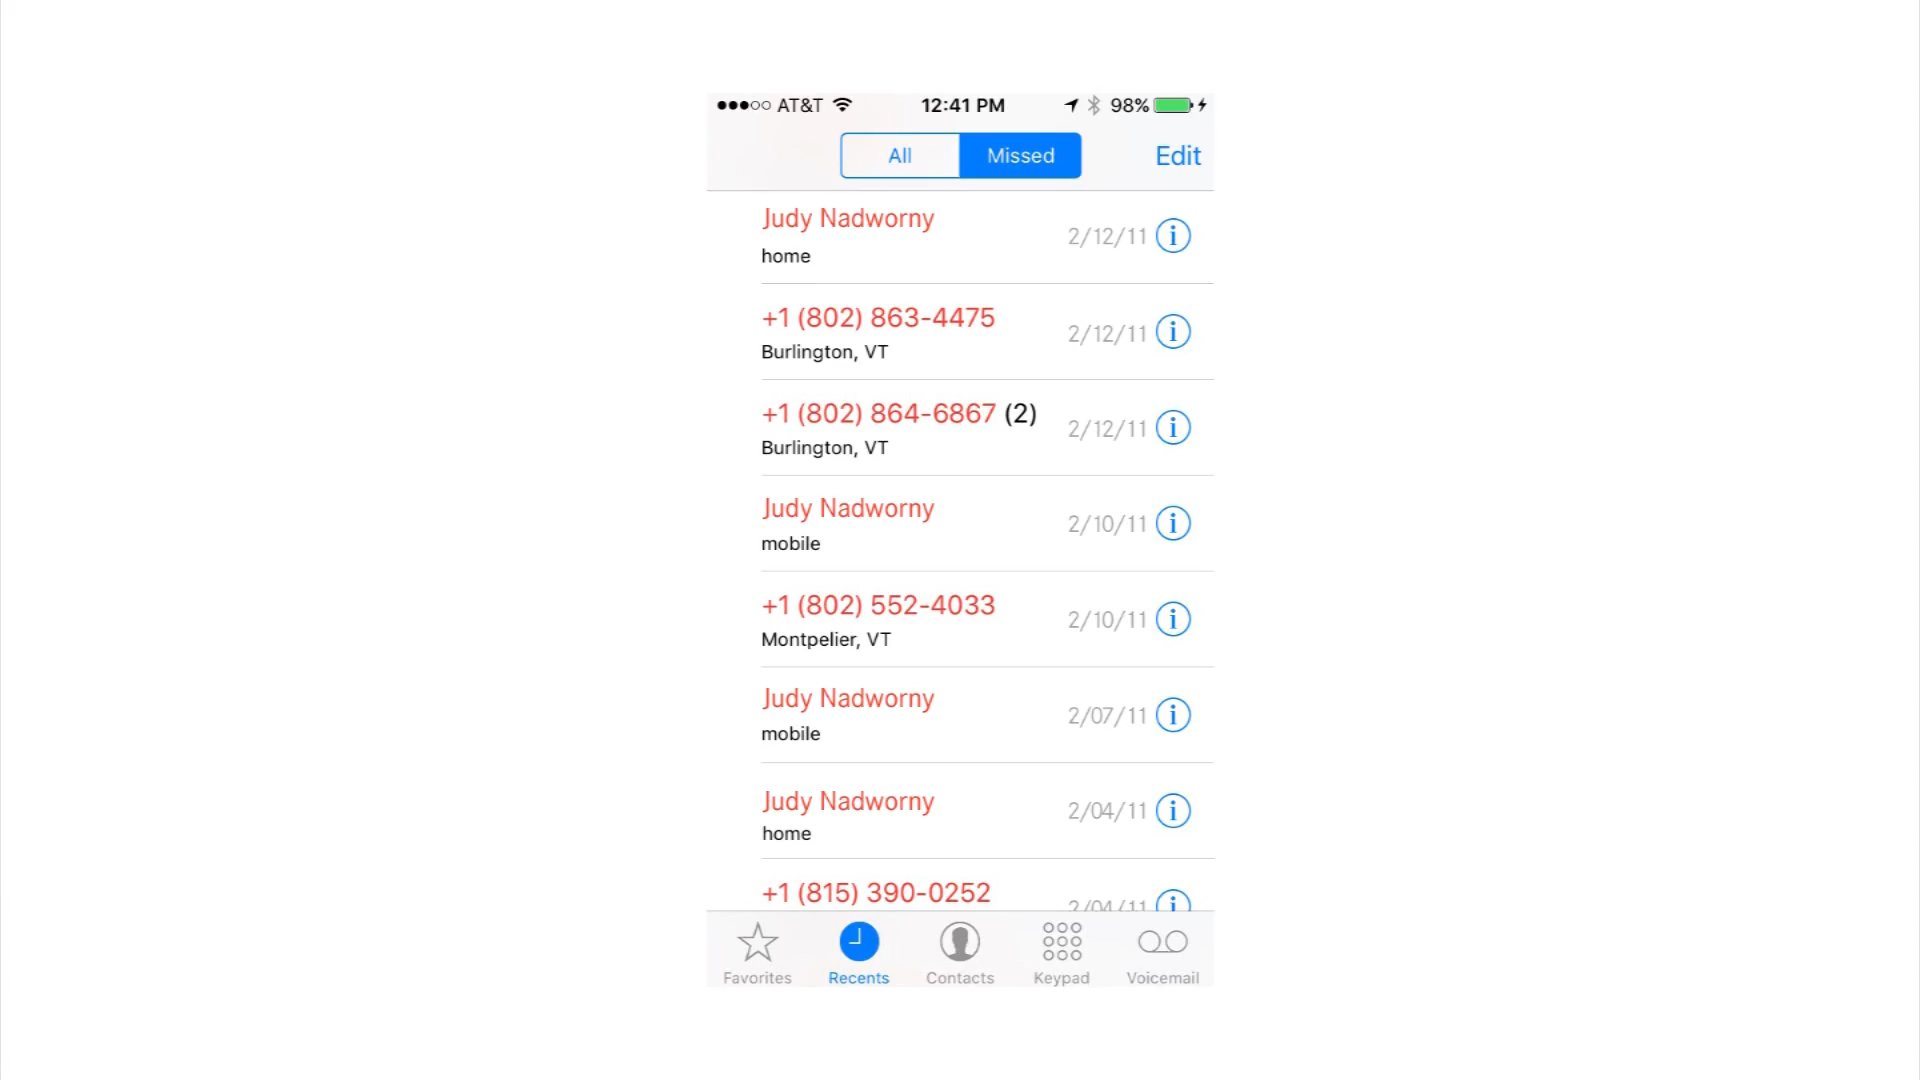 AT&T 12:41 PM 98%
All Missed Edit
Judy Nadworny
home
2/12/11
+1 (802) 863-4475
Burlington, VT
2/12/11
+1 (802) 864-6867 (2)
Burlington, VT
2/12/11
Judy Nadworny
mobile
2/10/11
+1 (802) 552-4033
Montpelier, VT
2/10/11
Judy Nadworny
mobile
2/07/11
Judy Nadworny
home
2/04/11
+1 (815) 390-0252
2/04/11
Favorites Recents Contacts Keypad Voicemail